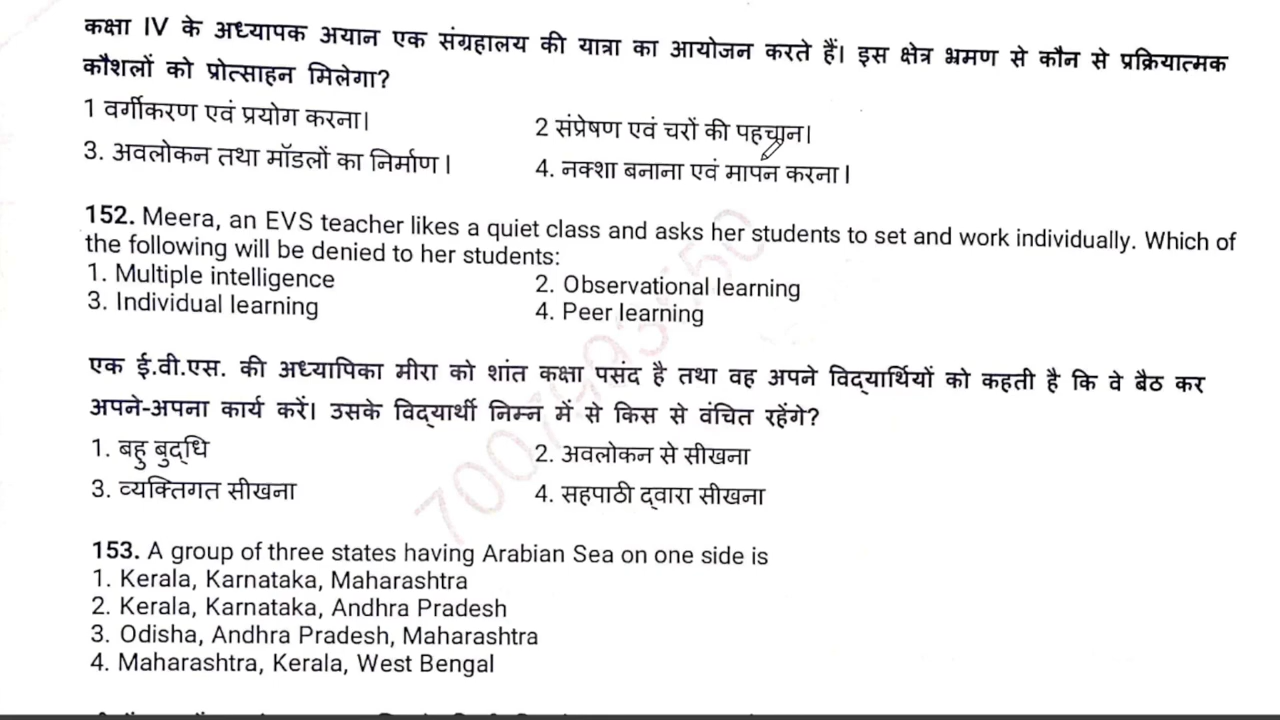 कक्षा IV के अध्यापक अयान एक संग्रहालय की यात्रा का आयोजन करते हैं। इस क्षेत्र भ्रमण से कौन से प्रक्रियात्मक
कौशलों को प्रोत्साहन मिलेगा?
1 वर्गीकरण एवं प्रयोग करना।
2 संप्रेषण एवं चरों की पहचान।
3. अवलोकन तथा मॉडलों का निर्माण।
4. नक्शा बनाना एवं मापन करना।
152. Meera, an EVS teacher likes a quiet class and asks her students to set and work individually. Which of
the following will be denied to her students:
1. Multiple intelligence
2. Observational learning
3. Individual learning
4. Peer learning
एक ई.वी.एस. की अध्यापिका मीरा को शांत कक्षा पसंद है तथा वह अपने विद्यार्थियों को कहती है कि वे बैठ कर
अपने-अपना कार्य करें। उसके विद्यार्थी निम्न में से किस से वंचित रहेंगे?
1. बहु बुद्धि
2. अवलोकन से सीखना
3. व्यक्तिगत सीखना
4. सहपाठी द्वारा सीखना
153. A group of three states having Arabian Sea on one side is
1. Kerala, Karnataka, Maharashtra
2. Kerala, Karnataka, Andhra Pradesh
3. Odisha, Andhra Pradesh, Maharashtra
4. Maharashtra, Kerala, West Bengal